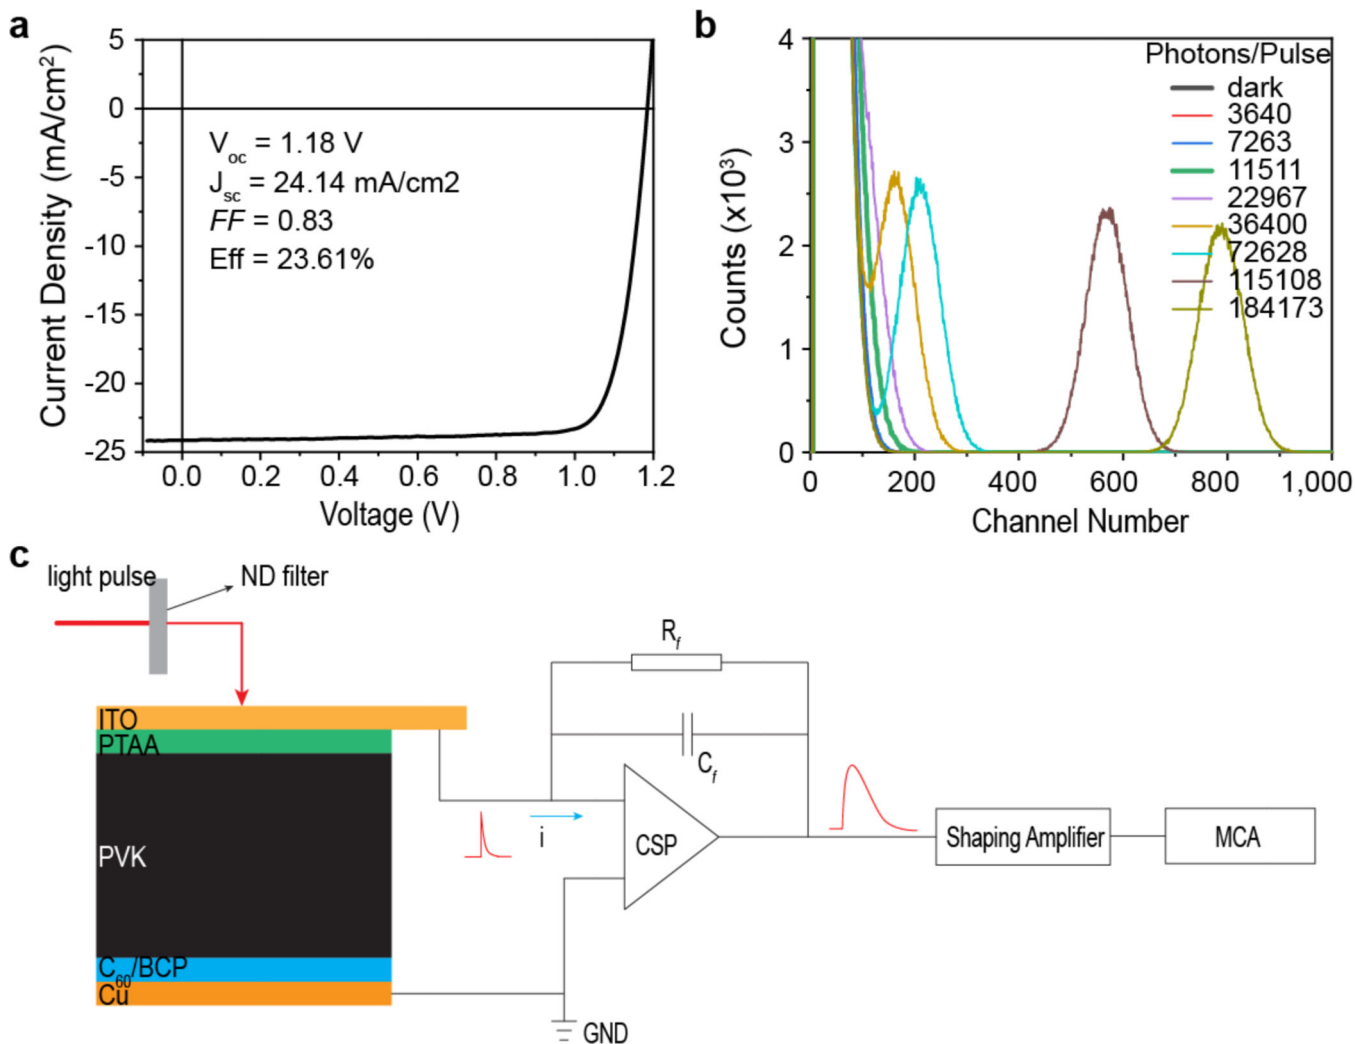 a
Current Density (mA/cm²)
5
0
-5
-10
-15
-20
-25
V_oc = 1.18 V
J_sc = 24.14 mA/cm2
FF = 0.83
Eff = 23.61%
0.0 0.2 0.4 0.6 0.8 1.0 1.2
Voltage (V)
b
Counts (x10³)
4
3
2
1
0
Photons/Pulse
dark
3640
7263
11511
22967
36400
72628
115108
184173
0 200 400 600 800 1,000
Channel Number
c
light pulse
ND filter
ITO
PTAA
PVK
C₆₀/BCP
Cu
R_f
C_f
i
CSP
Shaping Amplifier
MCA
GND